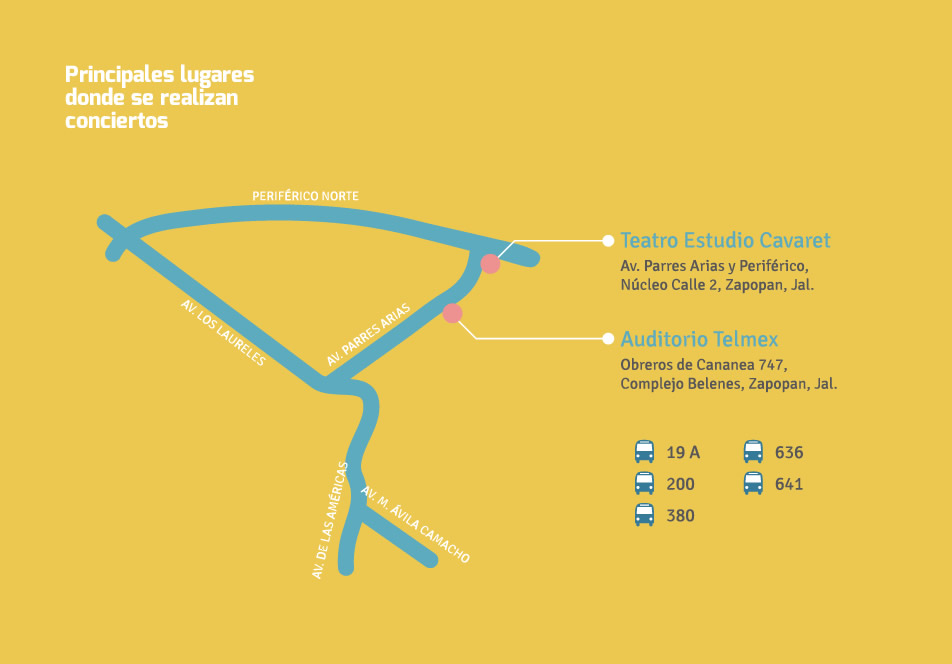 Principales lugares
donde se realizan
conciertos
PERIFÉRICO NORTE
Teatro Estudio Cavaret
Av. Parres Arias y Periférico,
Núcleo Calle 2, Zapopan, Jal.
AV. LOS LAURELES
AV. PARRES ARIAS
Auditorio Telmex
Obreros de Cananea 747,
Complejo Belenes, Zapopan, Jal.
19 A
636
200
641
380
AV. DE LAS AMÉRICAS
AV. M. ÁVILA CAMACHO